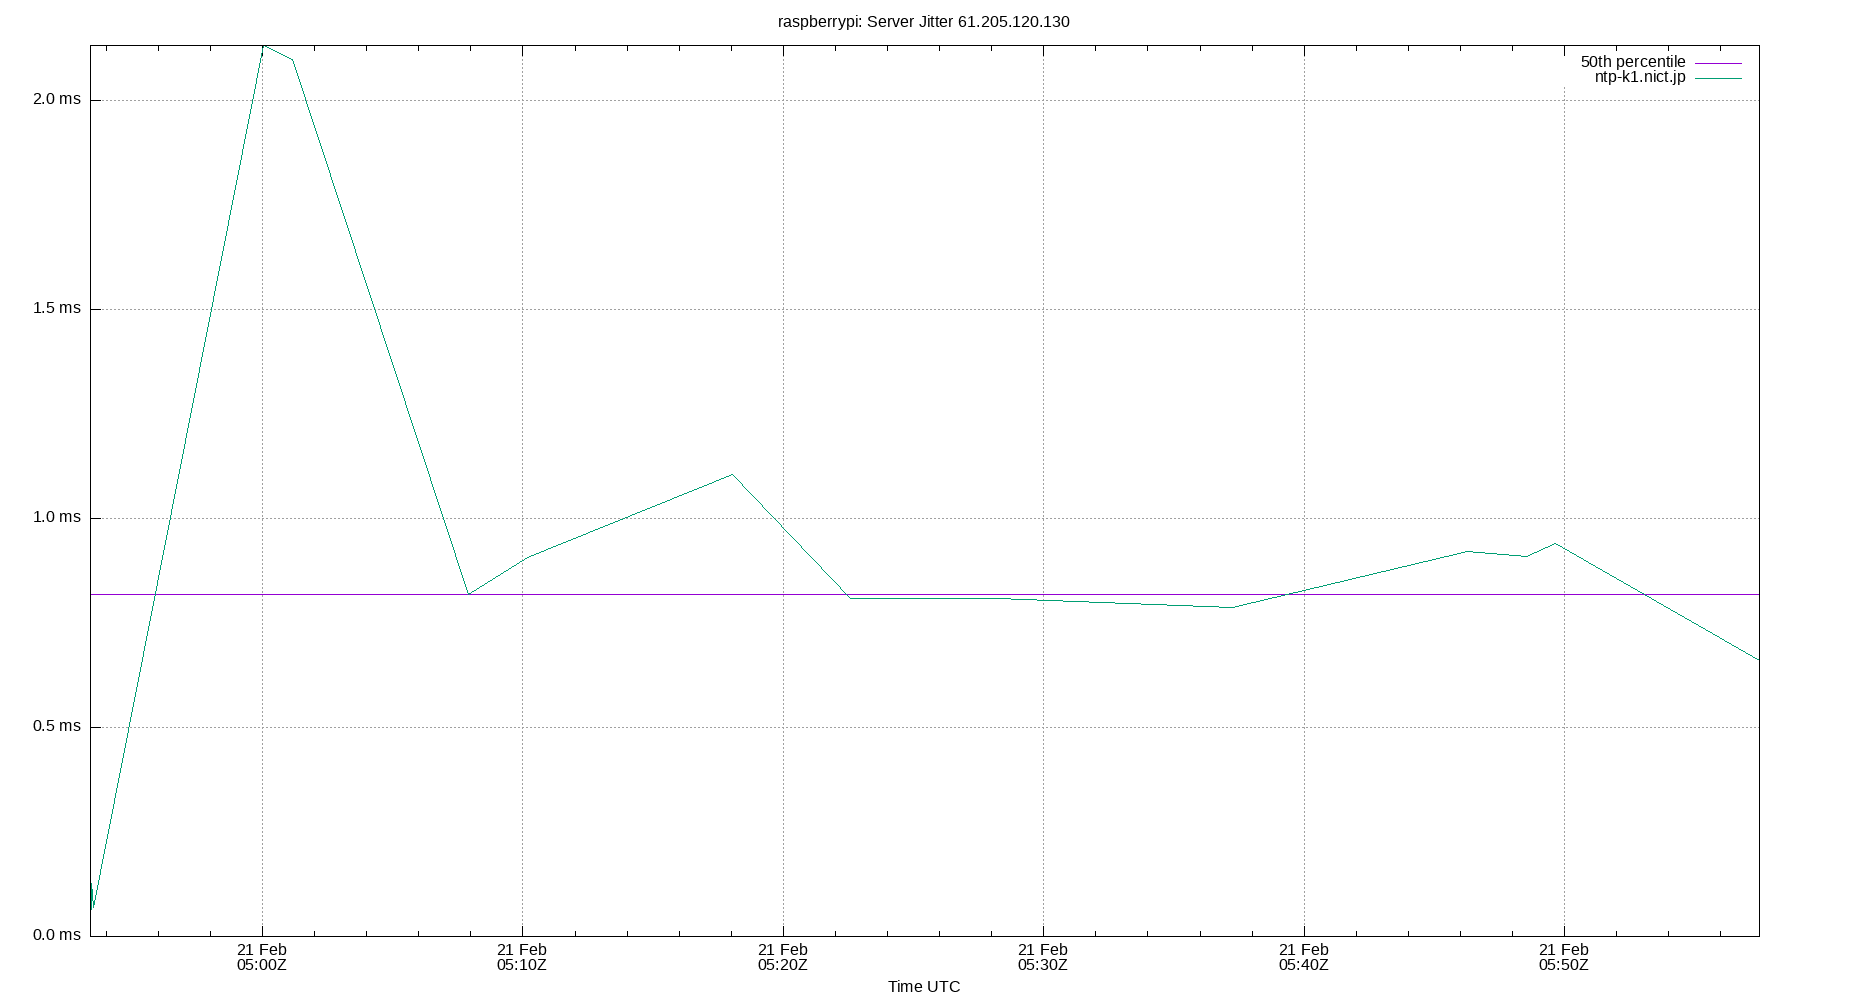 raspberrypi: Server Jitter 61.205.120.130
50th percentile
ntp-k1.nict.jp
2.0 ms
1.5 ms
1.0 ms
0.5 ms
0.0 ms
21 Feb 21 Feb 21 Feb 21 Feb 21 Feb 21 Feb
05:00Z 05:10Z 05:20Z 05:30Z 05:40Z 05:50Z
Time UTC